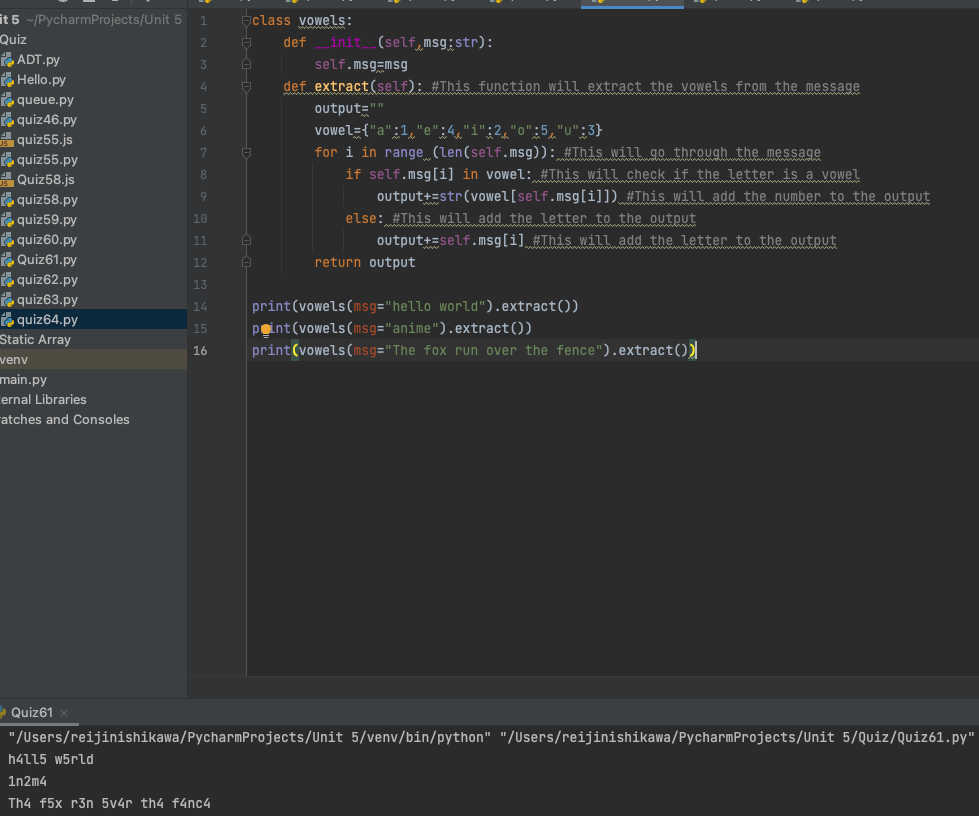 it 5 ~/PycharmProjects/Unit 5
Quiz
ADT.py
Hello.py
queue.py
quiz46.py
quiz55.js
quiz55.py
Quiz58.js
quiz58.py
quiz59.py
quiz60.py
Quiz61.py
quiz62.py
quiz63.py
quiz64.py
Static Array
venv
main.py
ernal Libraries
ratches and Consoles
1 class vowels:
2 def __init__(self,msg:str):
3 self.msg=msg
4 def extract(self): #This function will extract the vowels from the message
5 output=""
6 vowel={"a":1,"e":4,"i":2,"o":5,"u":3}
7 for i in range (len(self.msg)): #This will go through the message
8 if self.msg[i] in vowel: #This will check if the letter is a vowel
9 output+=str(vowel[self.msg[i]]) #This will add the number to the output
10 else: #This will add the letter to the output
11 output+=self.msg[i] #This will add the letter to the output
12 return output
13
14 print(vowels(msg="hello world").extract())
15 print(vowels(msg="anime").extract())
16 print(vowels(msg="The fox run over the fence").extract())
Quiz61
"/Users/reijinishikawa/PycharmProjects/Unit 5/venv/bin/python" "/Users/reijinishikawa/PycharmProjects/Unit 5/Quiz/Quiz61.py"
h4ll5 w5rld
1n2m4
Th4 f5x r3n 5v4r th4 f4nc4